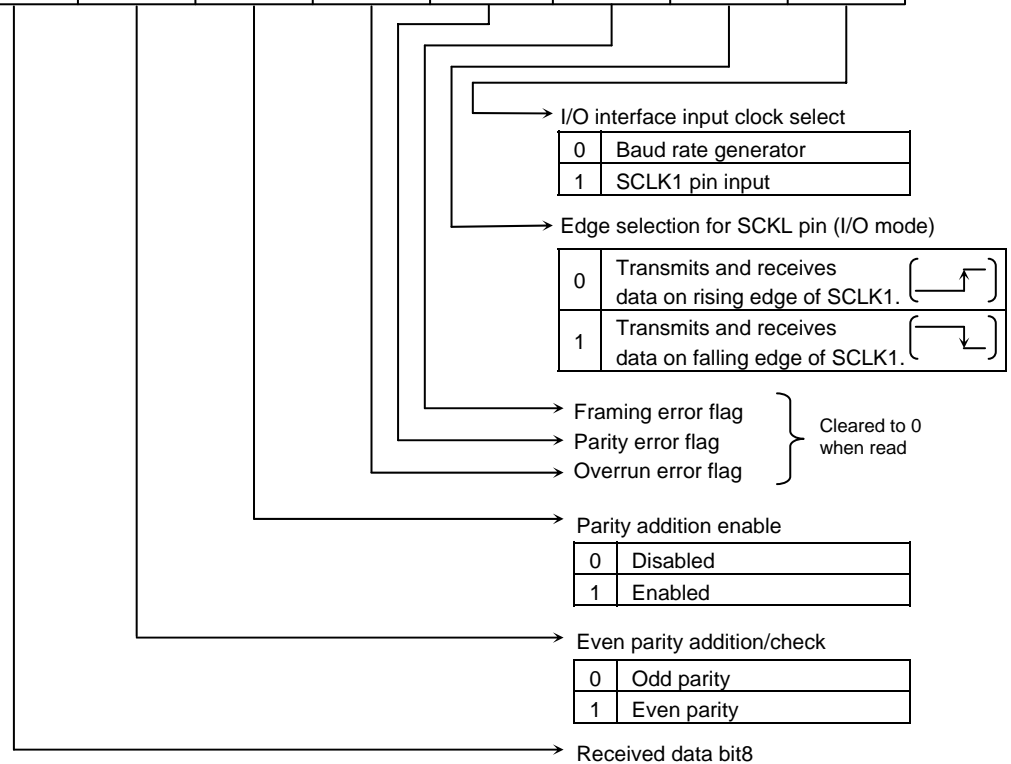 I/O interface input clock select
0 Baud rate generator
1 SCLK1 pin input
Edge selection for SCKL pin (I/O mode)
0 Transmits and receives
data on rising edge of SCLK1.
1 Transmits and receives
data on falling edge of SCLK1.
Framing error flag
Parity error flag
Overrun error flag
Cleared to 0
when read
Parity addition enable
0 Disabled
1 Enabled
Even parity addition/check
0 Odd parity
1 Even parity
Received data bit8